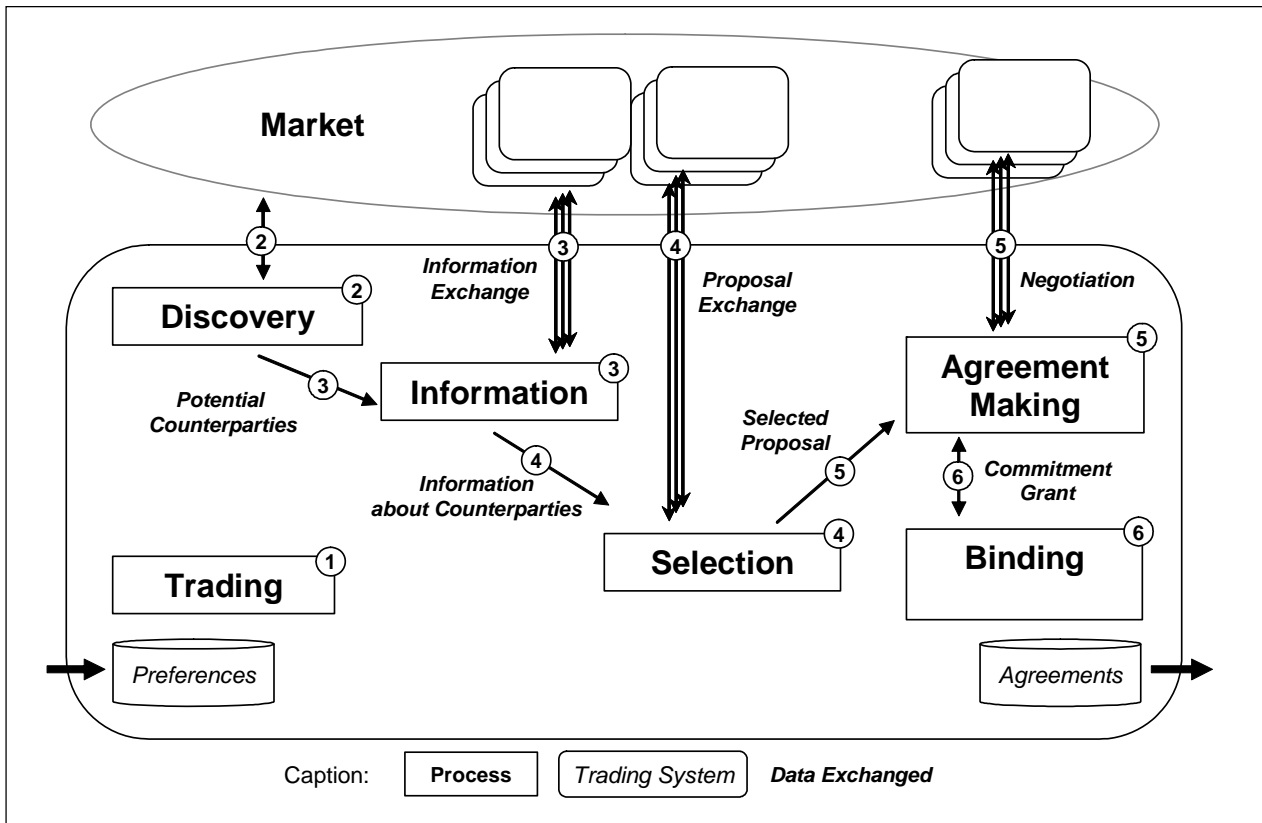 Market
2
3
4
5
Information
Exchange
Proposal
Exchange
Negotiation
Discovery
2
3
Potential
Counterparties
Information
3
4
Information
about Counterparties
Selected
Proposal
5
Agreement
Making
5
6
Commitment
Grant
Trading
1
Selection
4
Binding
6
Preferences
Agreements
Caption:
Process
Trading System
Data Exchanged